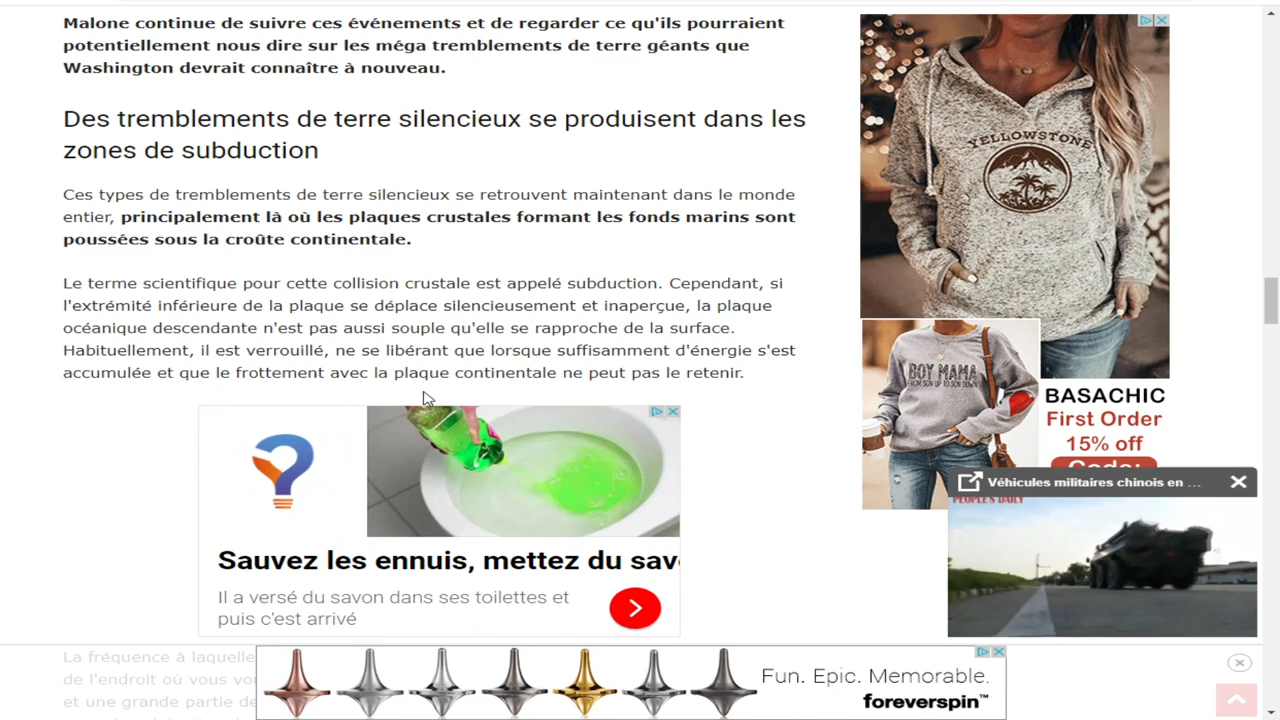 Malone continue de suivre ces événements et de regarder ce qu'ils pourraient
potentiellement nous dire sur les méga tremblements de terre géants que
Washington devrait connaître à nouveau.
Des tremblements de terre silencieux se produisent dans les
zones de subduction
Ces types de tremblements de terre silencieux se retrouvent maintenant dans le monde
entier, principalement là où les plaques crustales formant les fonds marins sont
poussées sous la croûte continentale.
Le terme scientifique pour cette collision crustale est appelé subduction. Cependant, si
l'extrémité inférieure de la plaque se déplace silencieusement et inaperçue, la plaque
océanique descendante n'est pas aussi souple qu'elle se rapproche de la surface.
Habituellement, il est verrouillé, ne se libérant que lorsque suffisamment d'énergie s'est
accumulée et que le frottement avec la plaque continentale ne peut pas le retenir.
Sauvez les ennuis, mettez du sav
Il a versé du savon dans ses toilettes et
puis c'est arrivé
La fréquence à laquelle
de l'endroit où vous vo
et une grande partie de
YELLOWSTONE
BOY MAMA
FROM SON UP TO SON DOWN
BASACHIC
First Order
15% off
Code:
Véhicules militaires chinois en ...
PEOPLE'S DAILY
Fun. Epic. Memorable.
foreverspin™